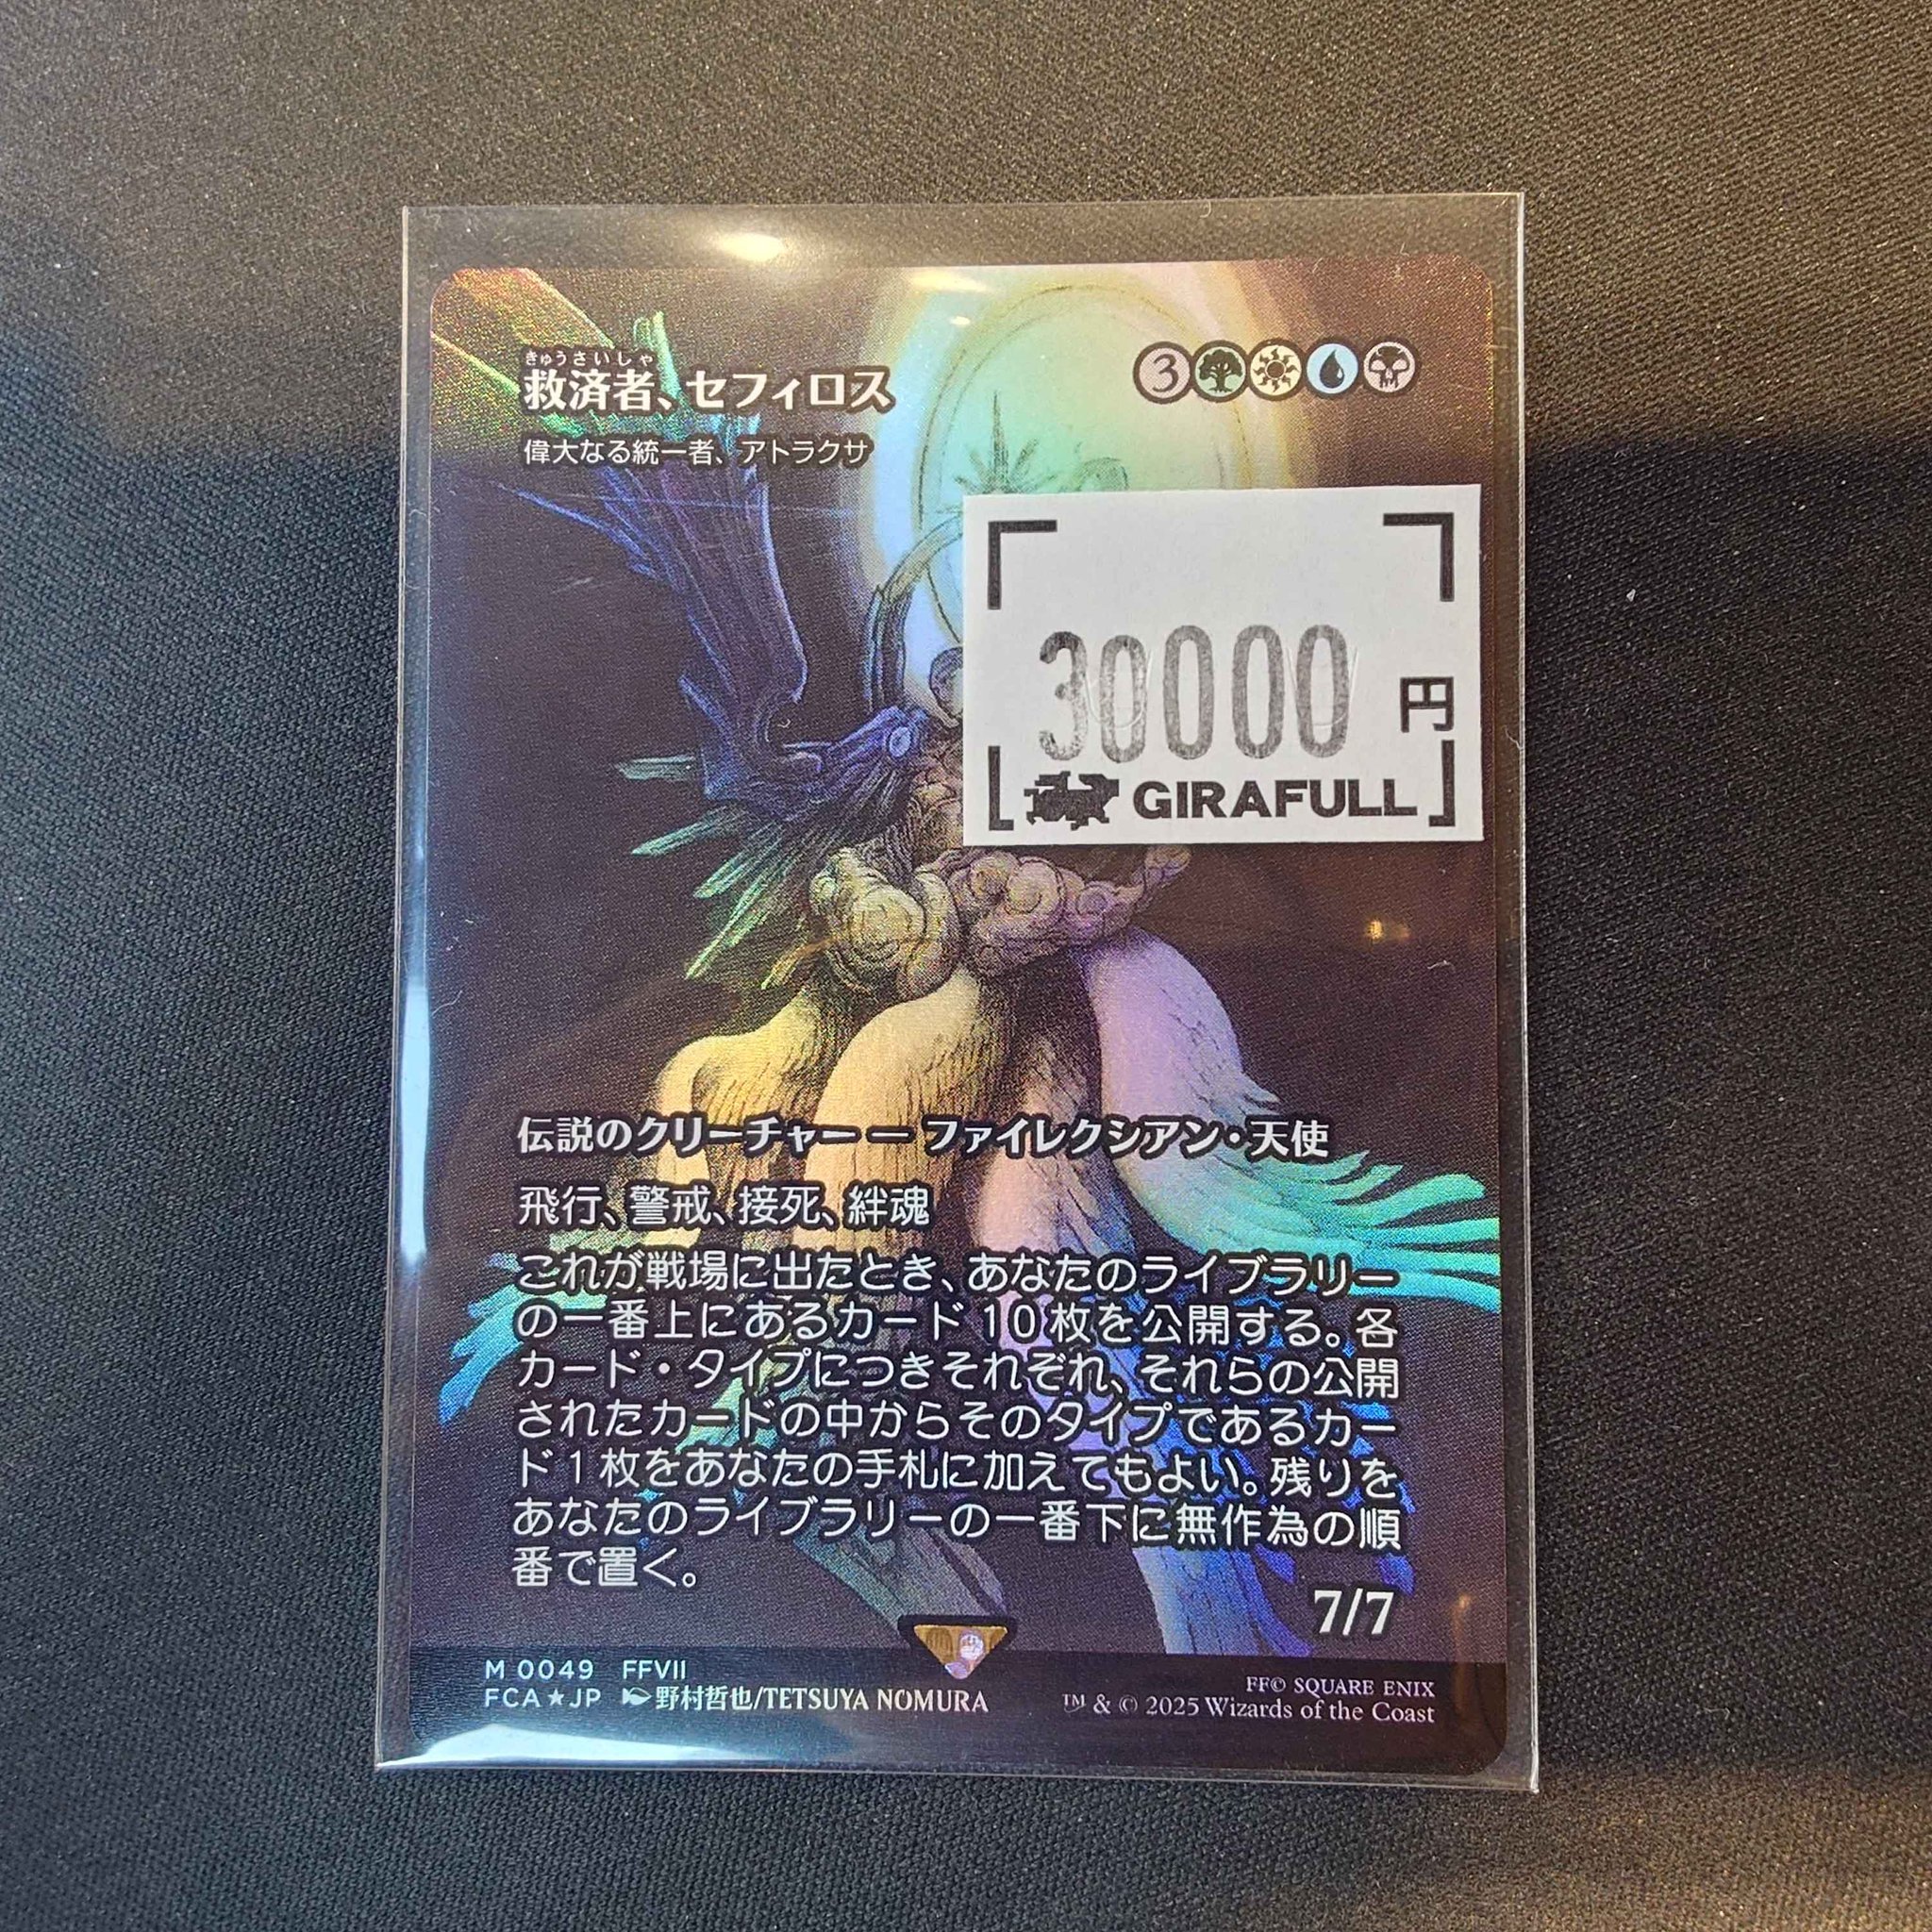 きゅうさいしゃ
救済者、セフィロス
3
偉大なる統一者、アトラクサ
30000 円
GIRAFULL
伝説のクリーチャー — ファイレクシアン・天使
飛行、警戒、接死、絆魂
これが戦場に出たとき、あなたのライブラリー
の一番上にあるカード10枚を公開する。各
カード・タイプにつきそれぞれ、それらの公開
されたカードの中からそのタイプであるカー
ド1枚をあなたの手札に加えてもよい。残りを
あなたのライブラリーの一番下に無作為の順
番で置く。
7/7
M 0049 FFVII
FCA★JP 野村哲也/TETSUYA NOMURA
FF© SQUARE ENIX
™ & © 2025 Wizards of the Coast